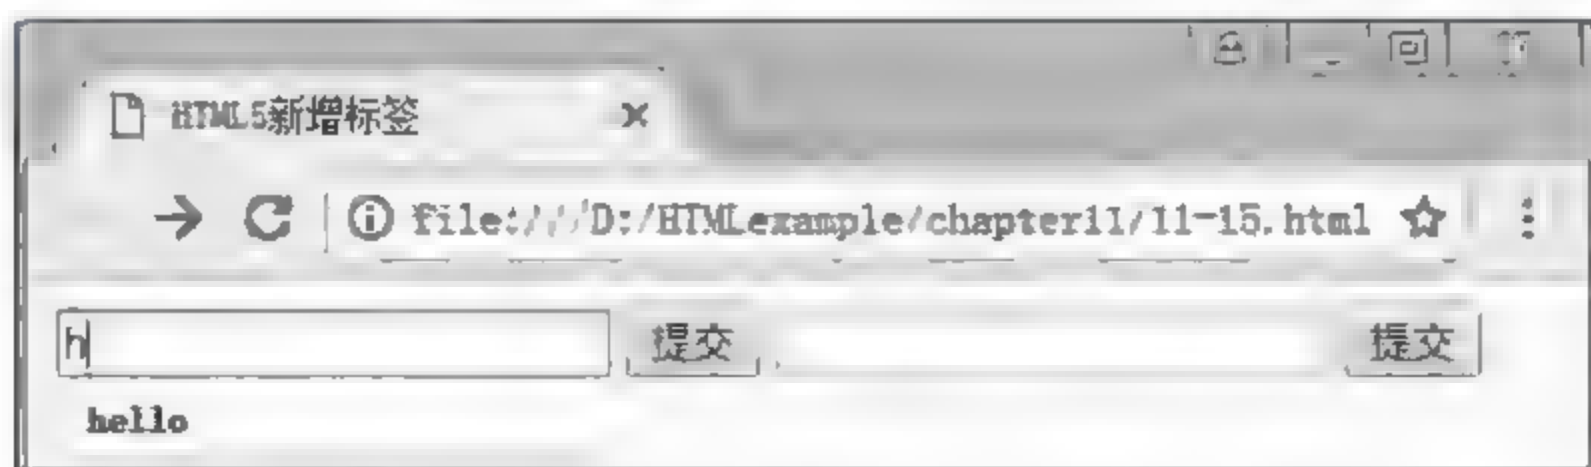 HTML5新增标签
file:///D:/HTMLexample/chapter11/11-15.html
h 提交 提交
hello